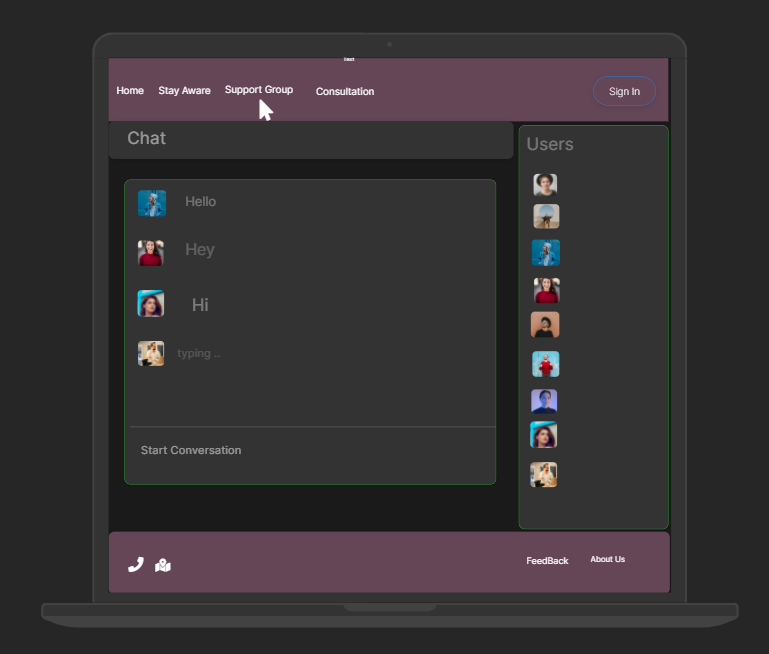 Home
Stay Aware
Support Group
Consultation
Sign In
Chat
Users
Hello
Hey
Hi
typing ..
Start Conversation
FeedBack
About Us